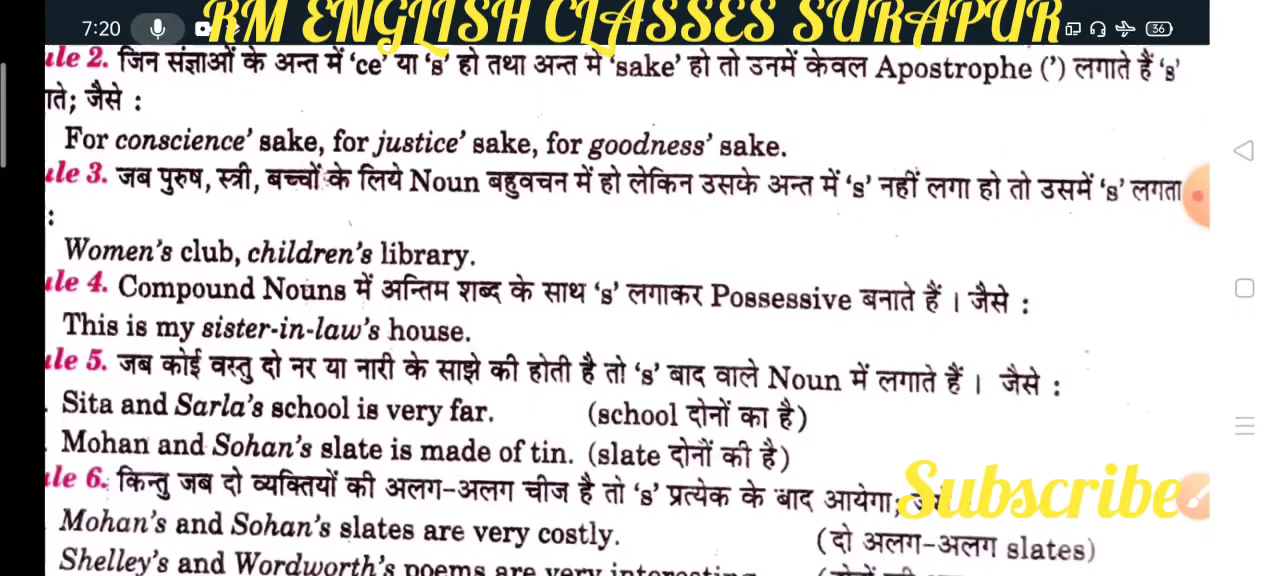 7:20
RM ENGLISH CLASSES SURAPUR
36
ule 2. जिन संज्ञाओं के अन्त में 'ce' या 's' हो तथा अन्त मे 'sake' हो तो उनमें केवल Apostrophe (') लगाते हैं 's'
ाते; जैसे :
For conscience' sake, for justice' sake, for goodness' sake.
ule 3. जब पुरुष, स्त्री, बच्चों के लिये Noun बहुवचन में हो लेकिन उसके अन्त में 's' नहीं लगा हो तो उसमें 's' लगता
:
Women's club, children's library.
ule 4. Compound Nouns में अन्तिम शब्द के साथ 's' लगाकर Possessive बनाते हैं । जैसे :
This is my sister-in-law's house.
ule 5. जब कोई वस्तु दो नर या नारी के साझे की होती है तो 's' बाद वाले Noun में लगाते हैं । जैसे :
. Sita and Sarla's school is very far. (school दोनों का है)
. Mohan and Sohan's slate is made of tin. (slate दोनों की है)
ule 6. किन्तु जब दो व्यक्तियों की अलग-अलग चीज है तो 's' प्रत्येक के बाद आयेगा;
Subscribe
Mohan's and Sohan's slates are very costly. (दो अलग-अलग slates)
Shelley's and Wordworth's poems are very interesting